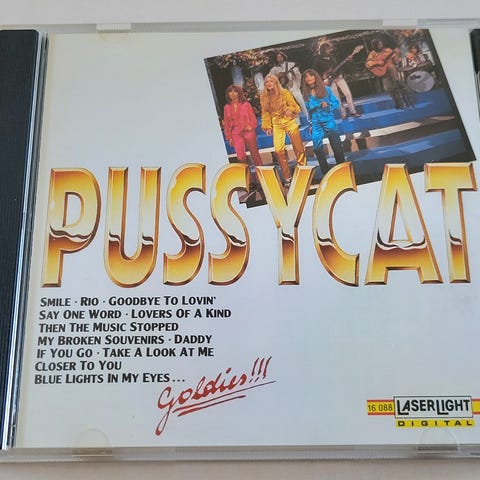 PUSSYCAT
SMILE · RIO · GOODBYE TO LOVIN'
SAY ONE WORD · LOVERS OF A KIND
THEN THE MUSIC STOPPED
MY BROKEN SOUVENIRS · DADDY
IF YOU GO · TAKE A LOOK AT ME
CLOSER TO YOU
BLUE LIGHTS IN MY EYES...
Goldies!!!
16 088 LASERLIGHT
DIGITAL